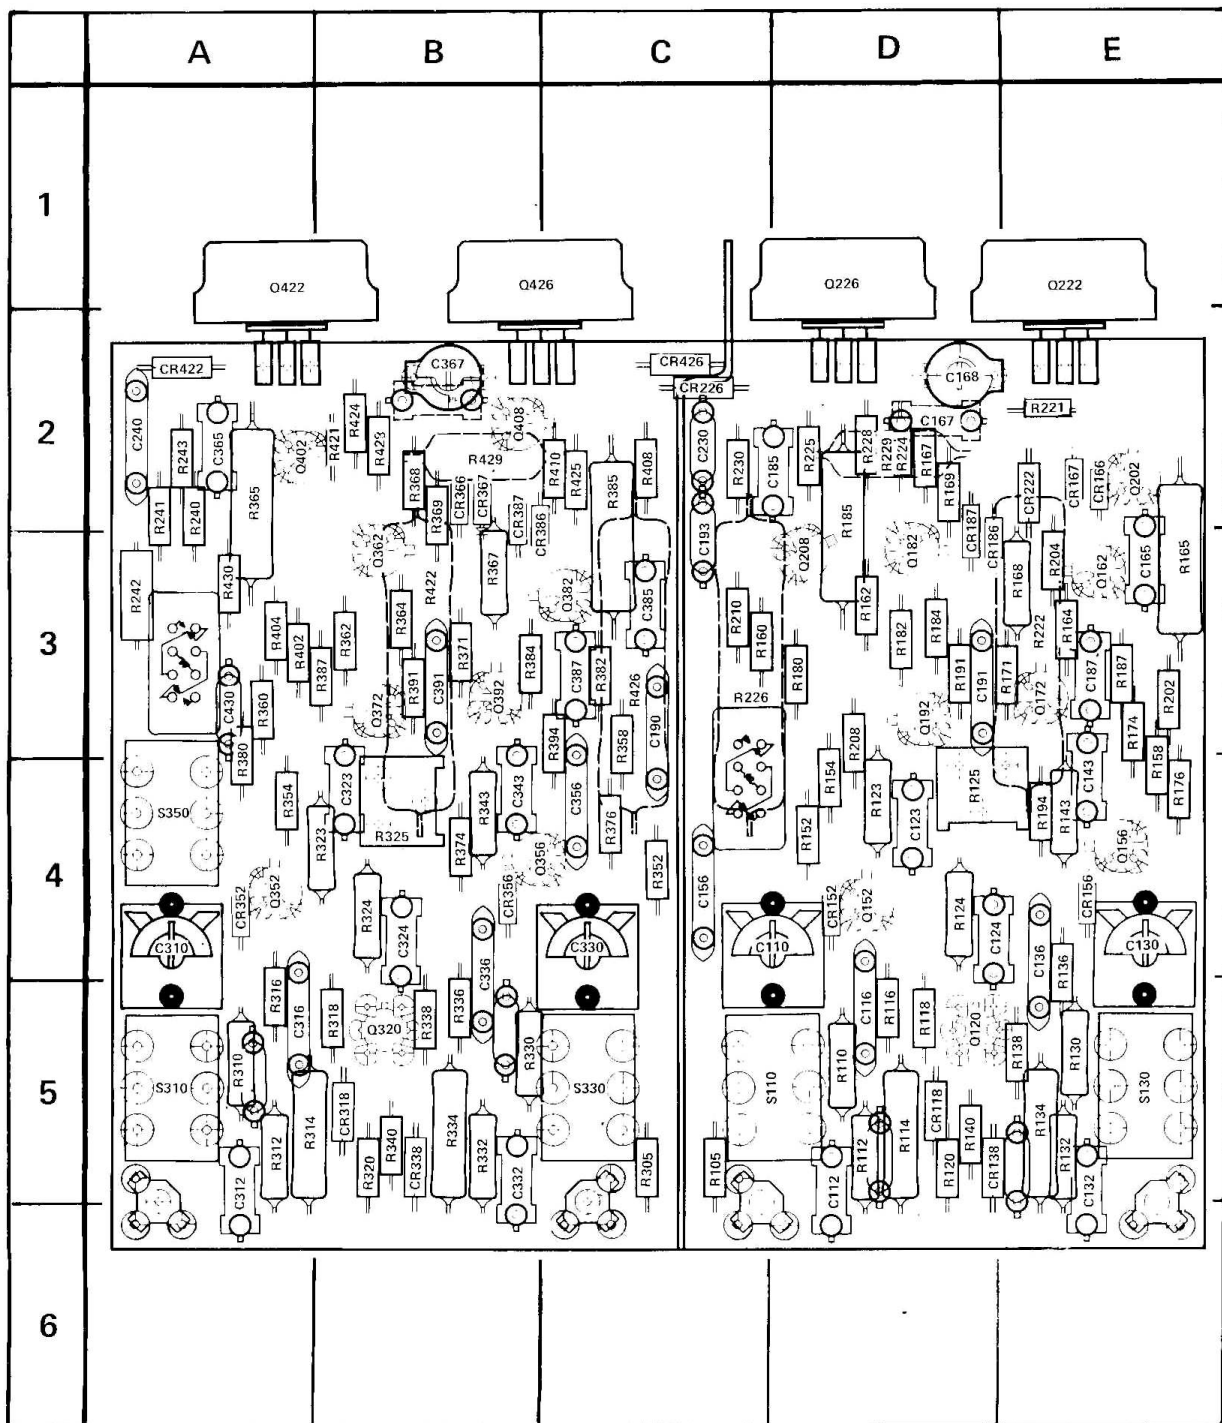 A B C D E
1
Q422 Q426 Q226 Q222
CR422 C367 CR426 C168
CR226
2
C240 R243 C365 R365 Q402 R421 R424 R423 Q408 C230 C185 C167 R221
R429 R368 R369 CR366 CR367 CR387 CR386 R410 R425 R385 R408 R230 R225 R228 R229 R224 R167 R169 CR187 CR186 CR222 CR167 CR166 Q202
R241 R240 C193 R185 C165 R165
R242 R430 Q362 R422 R367 Q382 C385 Q208 Q182 R168 R204 Q162
3
R404 R402 R387 R362 R364 R391 C391 R371 Q392 R384 C387 R382 R426 R210 R160 R180 R162 R182 R184 R191 C191 R171 R222 R164 C187 R187 R202
C430 R360 R380 Q372 R394 R358 C190 R226 R208 Q192 Q172 R174 R158
S350 R354 R323 C323 R325 R374 R343 C343 C356 R376 R154 R152 R123 C123 R125 R194 R143 C143 R176
4
CR352 Q352 R324 C324 CR356 Q356 R352 C156 CR152 Q152 R124 C124 CR156 Q156
C310 C336 C330 C110 C136 R136 C130
R316 C316 R318 Q320 R338 R336 C116 R116 R118 Q120
5
S310 R310 R330 S330 S110 R110 R138 R130 S130
R312 R314 CR318 R320 R340 CR338 R334 R332 C332 R305 R105 R112 R114 CR118 R120 R140 CR138 R134 R132 C132
C312 C112
6